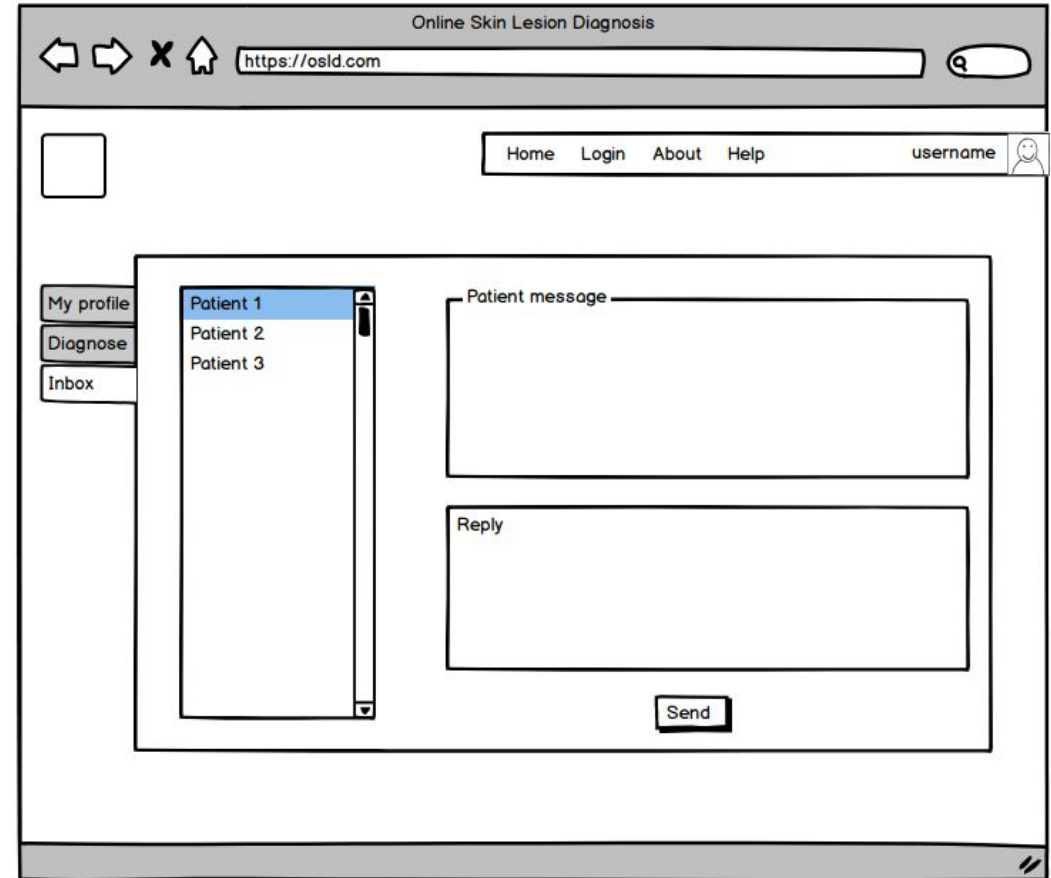 Online Skin Lesion Diagnosis
https://osld.com
Home Login About Help username
My profile
Diagnose
Inbox
Patient 1
Patient 2
Patient 3
Patient message
Reply
Send